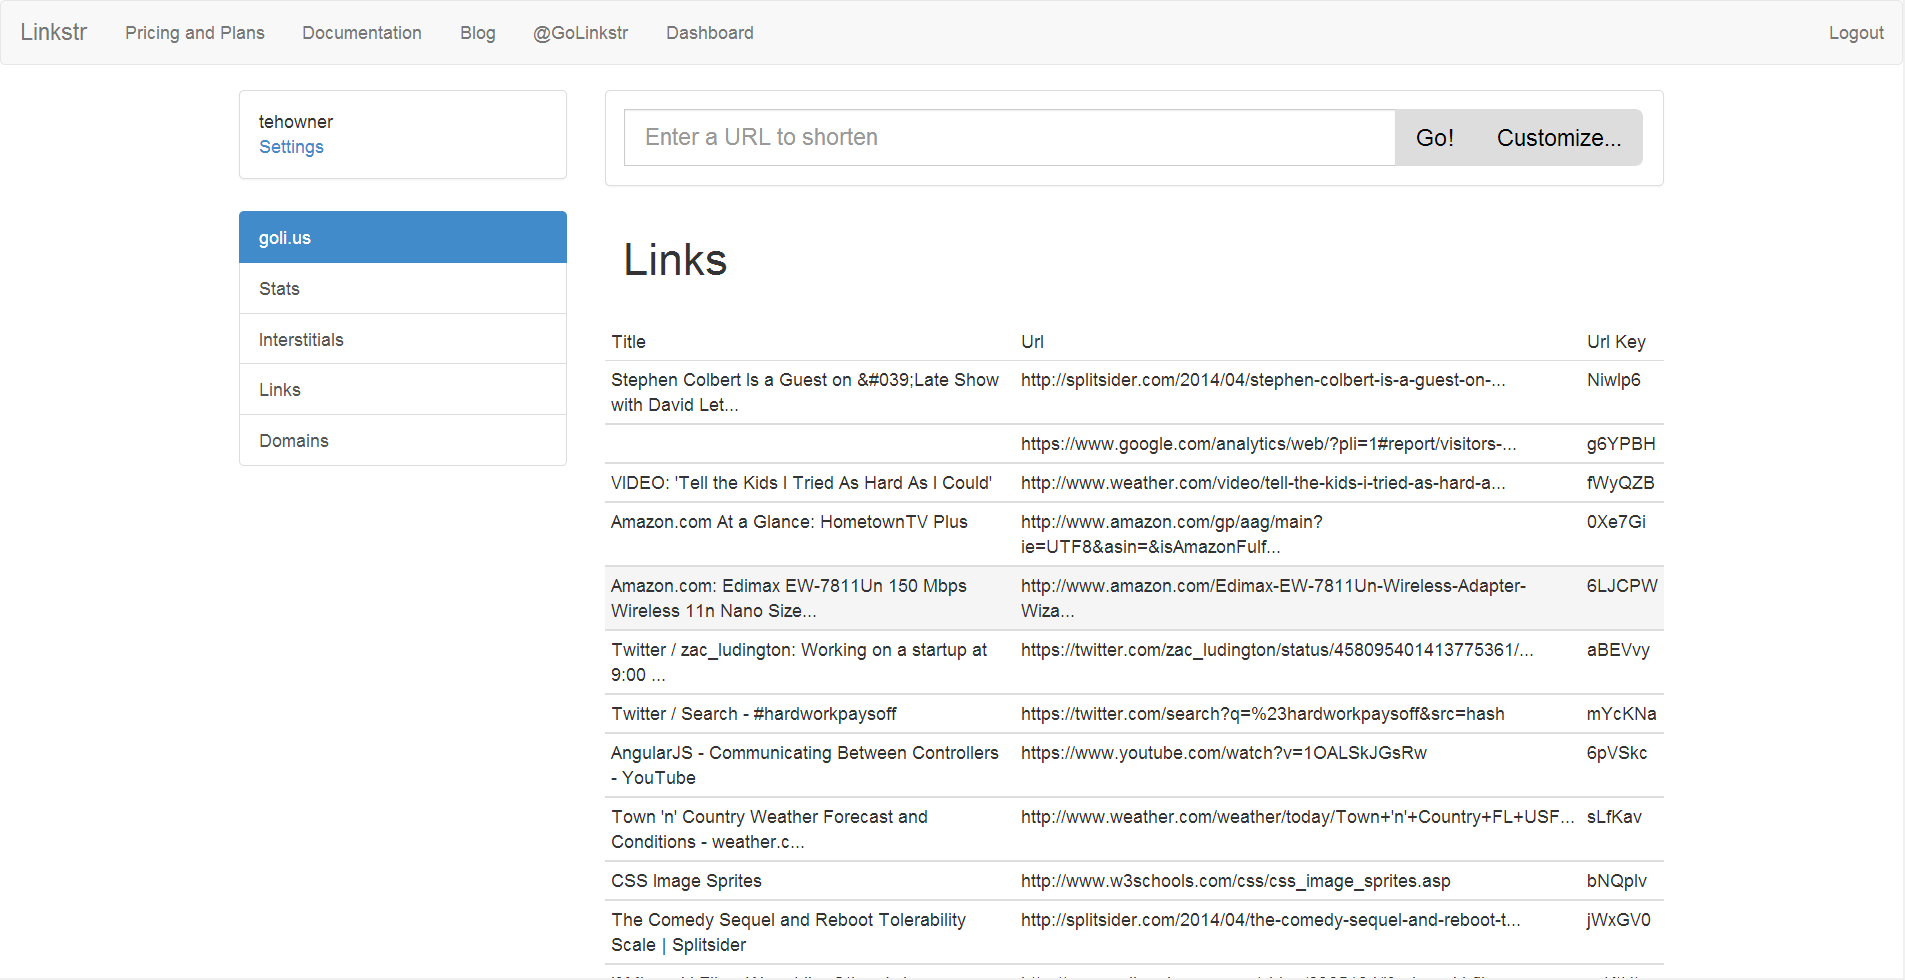 Linkstr Pricing and Plans Documentation Blog @GoLinkstr Dashboard Logout
tehowner
Settings
goli.us
Stats
Interstitials
Links
Domains
Enter a URL to shorten Go! Customize...
Links
Title Url Url Key
Stephen Colbert Is a Guest on &#039;Late Show http://splitsider.com/2014/04/stephen-colbert-is-a-guest-on-... Niwlp6
with David Let...
https://www.google.com/analytics/web/?pli=1#report/visitors-... g6YPBH
VIDEO: 'Tell the Kids I Tried As Hard As I Could' http://www.weather.com/video/tell-the-kids-i-tried-as-hard-a... fWyQZB
Amazon.com At a Glance: HometownTV Plus http://www.amazon.com/gp/aag/main? 0Xe7Gi
ie=UTF8&asin=&isAmazonFulf...
Amazon.com: Edimax EW-7811Un 150 Mbps http://www.amazon.com/Edimax-EW-7811Un-Wireless-Adapter- 6LJCPW
Wireless 11n Nano Size... Wiza...
Twitter / zac_ludington: Working on a startup at https://twitter.com/zac_ludington/status/458095401413775361/... aBEVvy
9:00 ...
Twitter / Search - #hardworkpaysoff https://twitter.com/search?q=%23hardworkpaysoff&src=hash mYcKNa
AngularJS - Communicating Between Controllers https://www.youtube.com/watch?v=1OALSkJGsRw 6pVSkc
- YouTube
Town 'n' Country Weather Forecast and http://www.weather.com/weather/today/Town+'n'+Country+FL+USF... sLfKav
Conditions - weather.c...
CSS Image Sprites http://www.w3schools.com/css/css_image_sprites.asp bNQplv
The Comedy Sequel and Reboot Tolerability http://splitsider.com/2014/04/the-comedy-sequel-and-reboot-t... jWxGV0
Scale | Splitsider